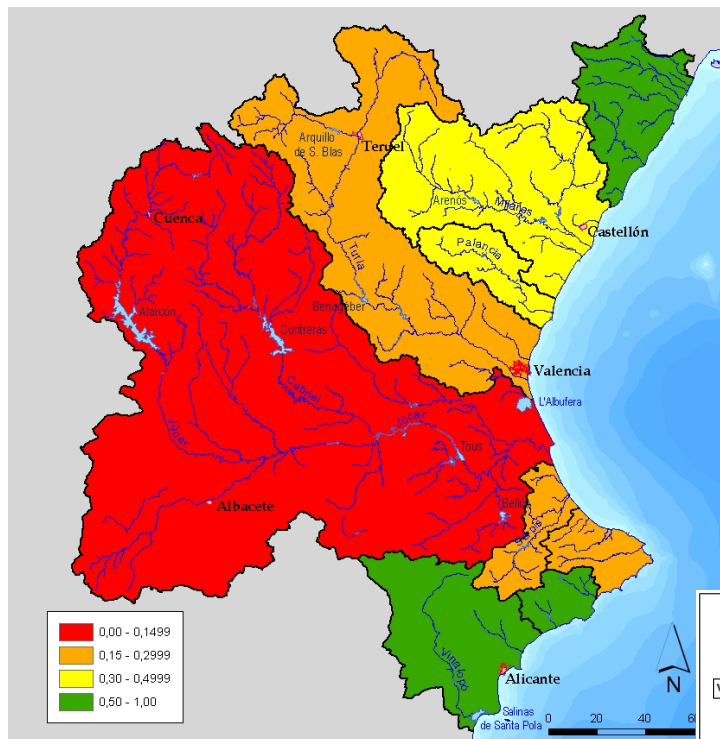 Arquillo
de S. Blas
Teruel
Cuenca
Arenós
Mijares
Castellón
Palancia
Turia
Alarcón
Benagéber
Contreras
Valencia
Cabriel
L'Albufera
Júcar
Júcar
Tous
Albacete
Bellús
Serpis
0,00 - 0,1499
0,15 - 0,2999
0,30 - 0,4999
0,50 - 1,00
Vinalopó
Alicante
N
Salinas
de Santa Pola
0 20 40 60
V